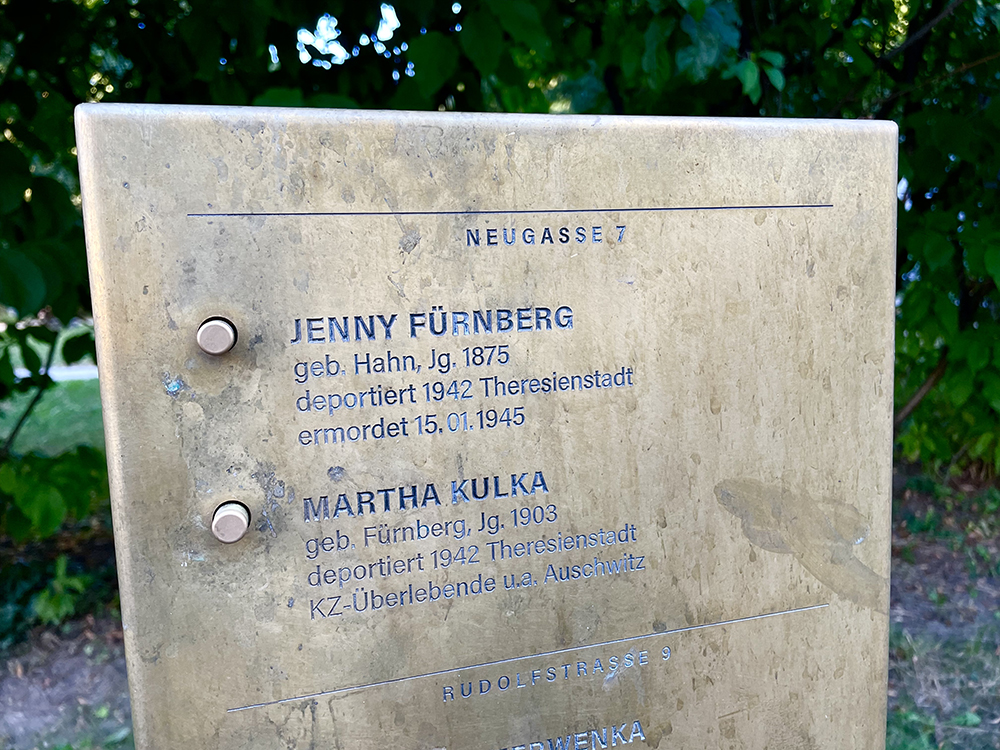 NEUGASSE 7
JENNY FÜRNBERG
geb. Hahn, Jg. 1875
deportiert 1942 Theresienstadt
ermordet 15.01.1945
MARTHA KULKA
geb. Fürnberg, Jg. 1903
deportiert 1942 Theresienstadt
KZ-Überlebende u.a. Auschwitz
RUDOLFSTRASSE 9